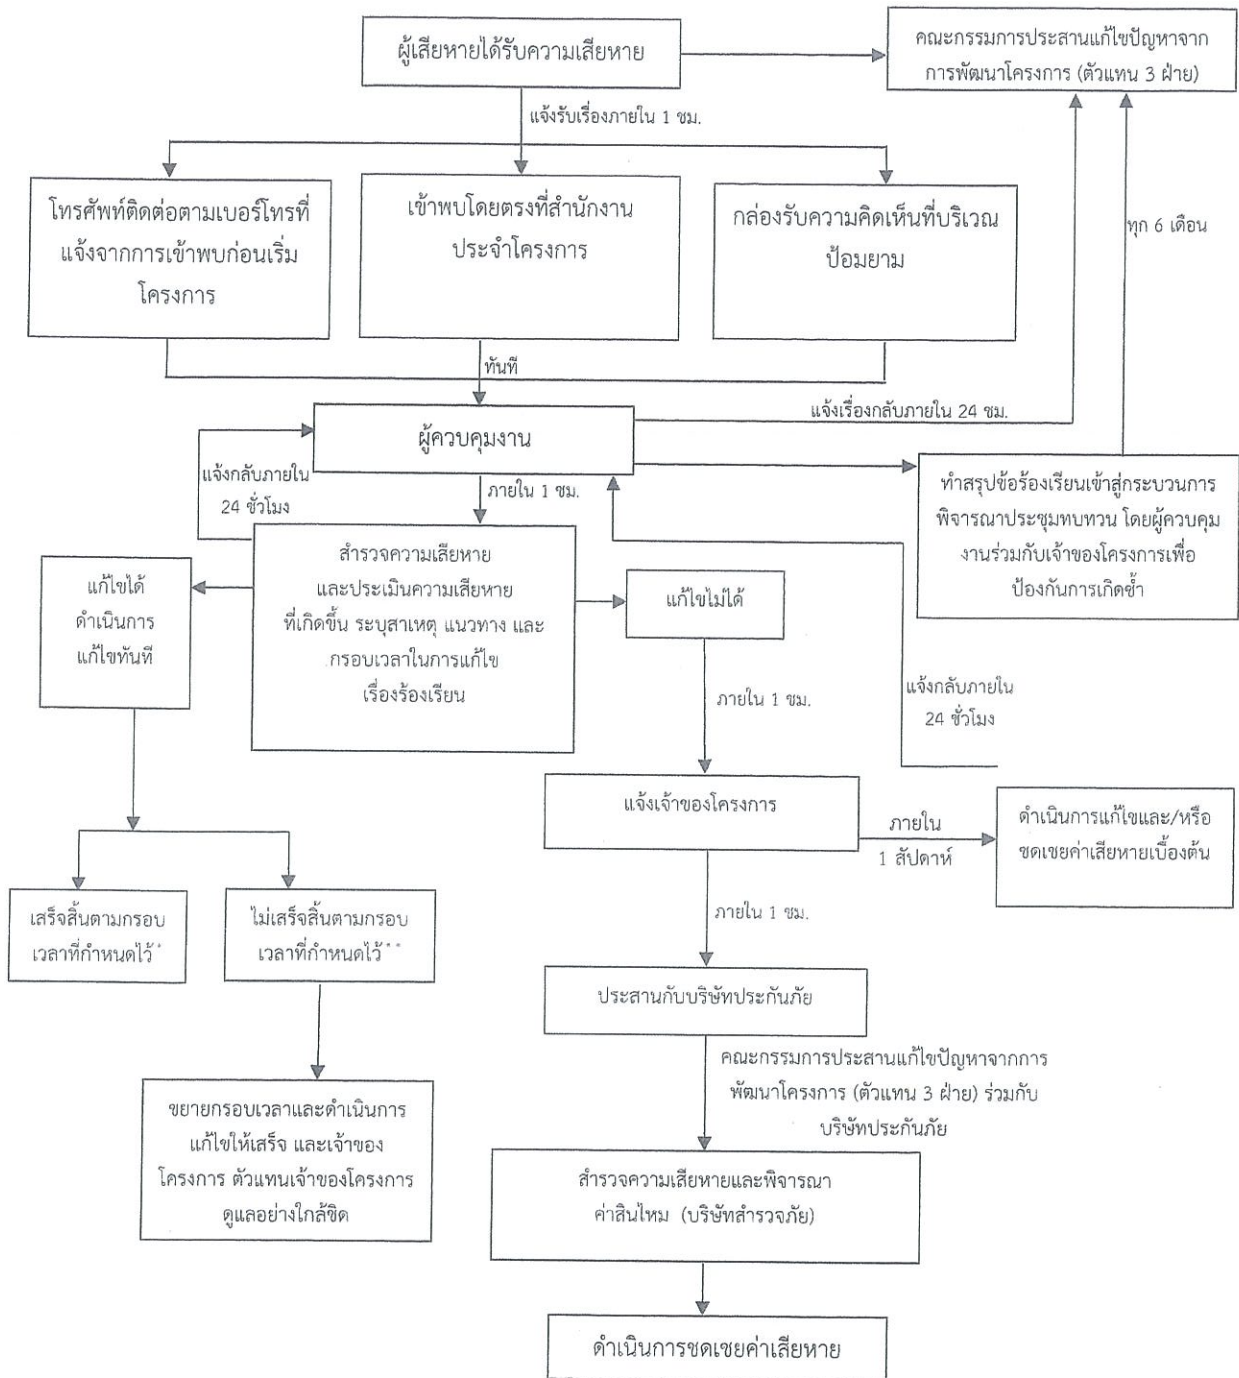 ผู้เสียหายได้รับความเสียหาย
คณะกรรมการประสานแก้ไขปัญหาจาก
การพัฒนาโครงการ (ตัวแทน 3 ฝ่าย)
แจ้งรับเรื่องภายใน 1 ชม.
โทรศัพท์ติดต่อตามเบอร์โทรที่
แจ้งจากการเข้าพบก่อนเริ่ม
โครงการ
เข้าพบโดยตรงที่สำนักงาน
ประจำโครงการ
กล่องรับความคิดเห็นที่บริเวณ
ป้อมยาม
ทุก 6 เดือน
ทันที
ผู้ควบคุมงาน
แจ้งเรื่องกลับภายใน 24 ชม.
แจ้งกลับภายใน
24 ชั่วโมง
ภายใน 1 ชม.
ทำสรุปข้อร้องเรียนเข้าสู่กระบวนการ
พิจารณาประชุมทบทวน โดยผู้ควบคุม
งานร่วมกับเจ้าของโครงการเพื่อ
ป้องกันการเกิดซ้ำ
แก้ไขได้
ดำเนินการ
แก้ไขทันที
สำรวจความเสียหาย
และประเมินความเสียหาย
ที่เกิดขึ้น ระบุสาเหตุ แนวทาง และ
กรอบเวลาในการแก้ไข
เรื่องร้องเรียน
แก้ไขไม่ได้
ภายใน 1 ชม.
แจ้งกลับภายใน
24 ชั่วโมง
แจ้งเจ้าของโครงการ
ภายใน
1 สัปดาห์
ดำเนินการแก้ไขและ/หรือ
ชดเชยค่าเสียหายเบื้องต้น
เสร็จสิ้นตามกรอบ
เวลาที่กำหนดไว้*
ไม่เสร็จสิ้นตามกรอบ
เวลาที่กำหนดไว้**
ภายใน 1 ชม.
ประสานกับบริษัทประกันภัย
คณะกรรมการประสานแก้ไขปัญหาจากการ
พัฒนาโครงการ (ตัวแทน 3 ฝ่าย) ร่วมกับ
บริษัทประกันภัย
ขยายกรอบเวลาและดำเนินการ
แก้ไขให้เสร็จ และเจ้าของ
โครงการ ตัวแทนเจ้าของโครงการ
ดูแลอย่างใกล้ชิด
สำรวจความเสียหายและพิจารณา
ค่าสินไหม (บริษัทสำรวจภัย)
ดำเนินการชดเชยค่าเสียหาย